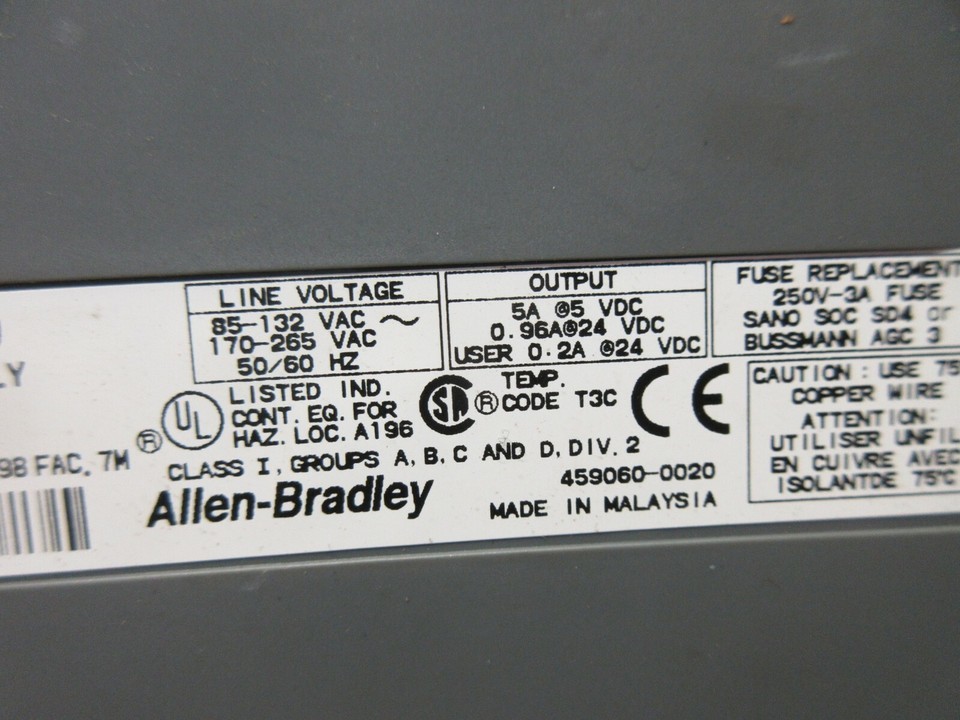 LY
98 FAC. 7M
LINE VOLTAGE
85-132 VAC ~
170-265 VAC
50/60 HZ
OUTPUT
5A @5 VDC
0.96A@24 VDC
USER 0.2A @24 VDC
FUSE REPLACEMENT
250V-3A FUSE
SANO SOC SD4 or
BUSSMANN AGC 3
UL ®
LISTED IND.
CONT. EQ. FOR
HAZ. LOC. A196
SA ®
TEMP.
CODE T3C
CE
CLASS I, GROUPS A, B, C AND D, DIV. 2
Allen-Bradley
459060-0020
MADE IN MALAYSIA
CAUTION: USE 75
COPPER WIRE
ATTENTION:
UTILISER UNFIL
EN CUIVRE AVEC
ISOLANTDE 75°C